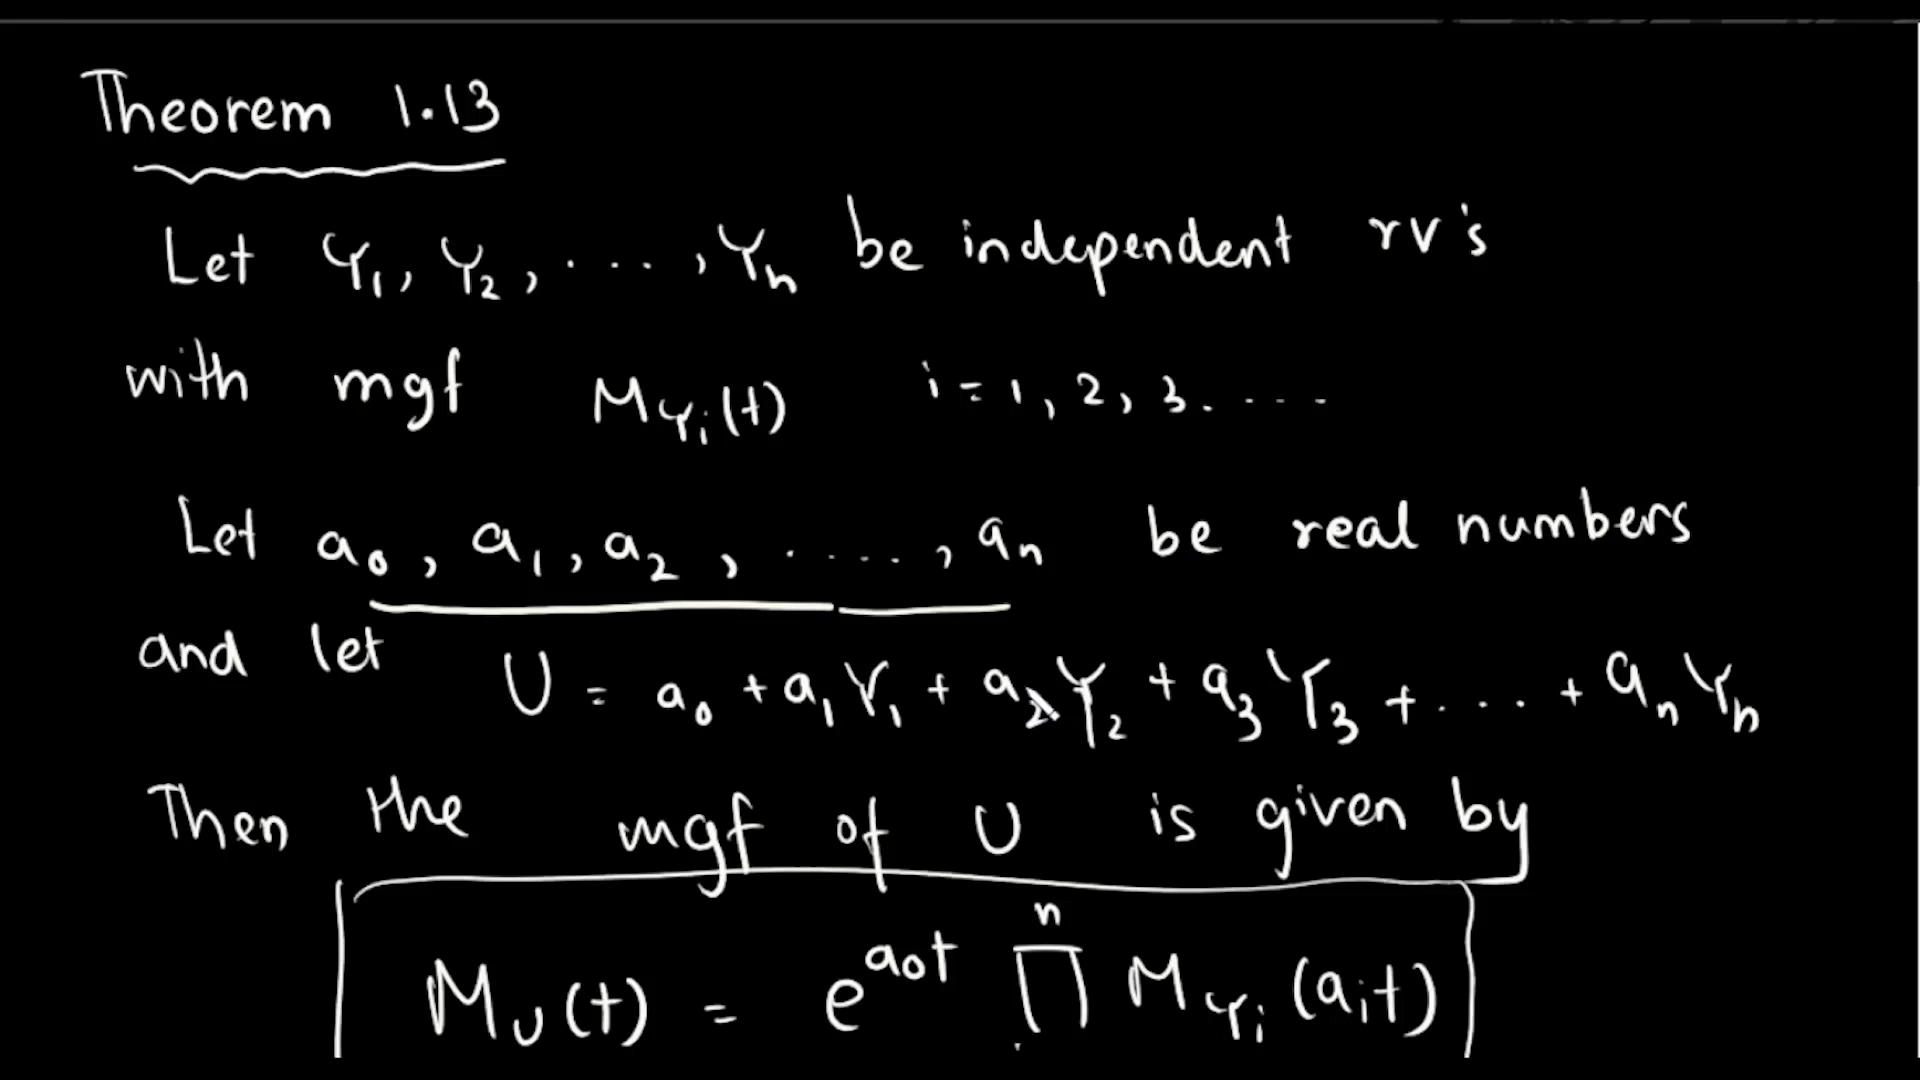 Theorem 1.13
Let Y₁, Y₂, ...., Yₙ be independent rv's
with mgf M_{Yᵢ}(t) i = 1, 2, 3.....
Let a₀, a₁, a₂, ....., aₙ be real numbers
and let U = a₀ + a₁Y₁ + a₂Y₂ + a₃Y₃ + .... + aₙYₙ
Then the mgf of U is given by
M_U(t) = e^{a₀t} ∏^{n} M_{Yᵢ}(aᵢt)